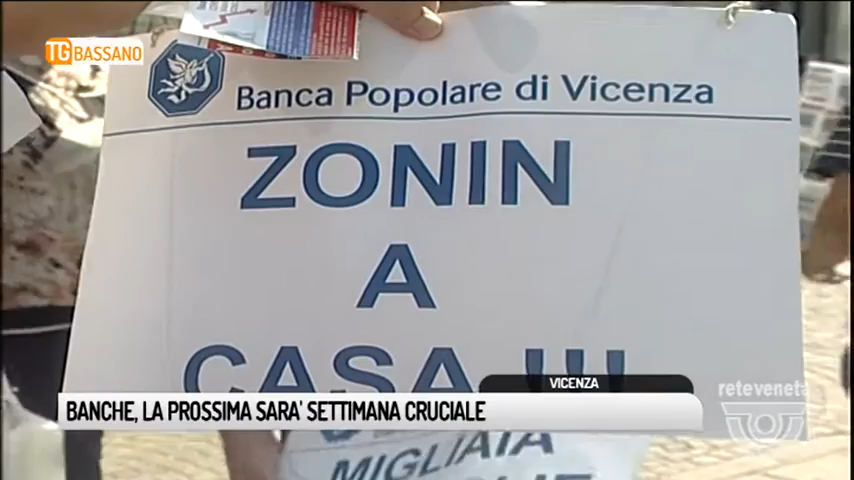 TG BASSANO
Banca Popolare di Vicenza
ZONIN
A
CASA !!!
VICENZA
BANCHE, LA PROSSIMA SARA' SETTIMANA CRUCIALE
reteveneta
MIGLIAIA